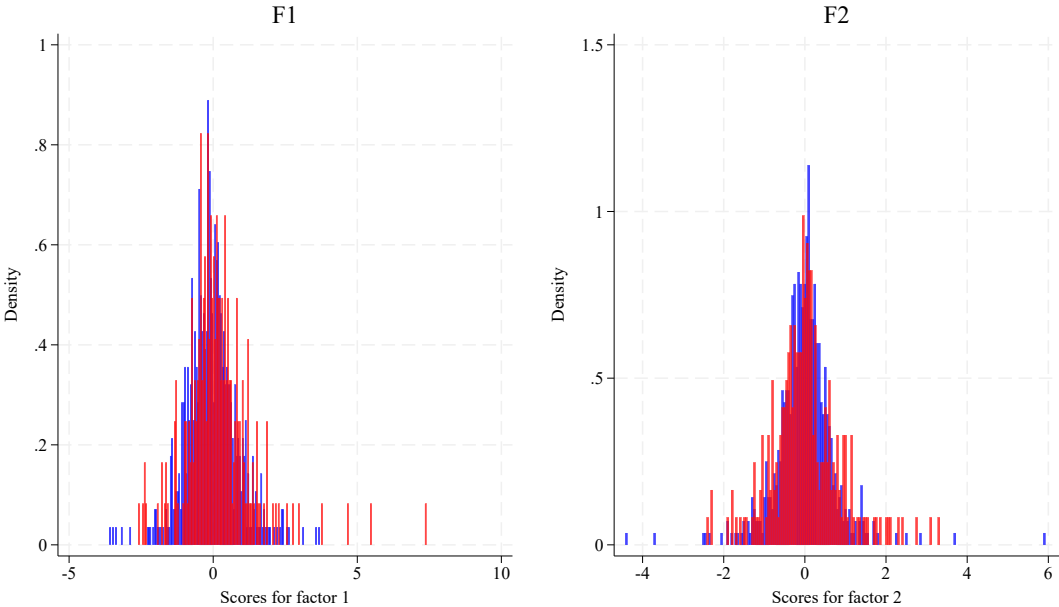 F1
1
.8
.6
.4
.2
0
Density
-5 0 5 10
Scores for factor 1
F2
1.5
1
.5
0
Density
-4 -2 0 2 4 6
Scores for factor 2